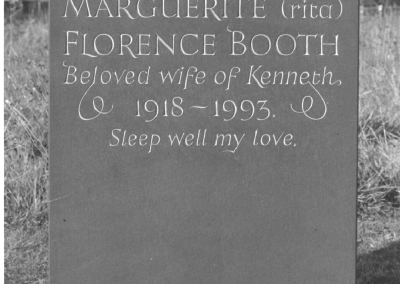 MARGUERITE (rita)
FLORENCE BOOTH
Beloved wife of Kenneth,
1918 – 1993.
Sleep well my love.